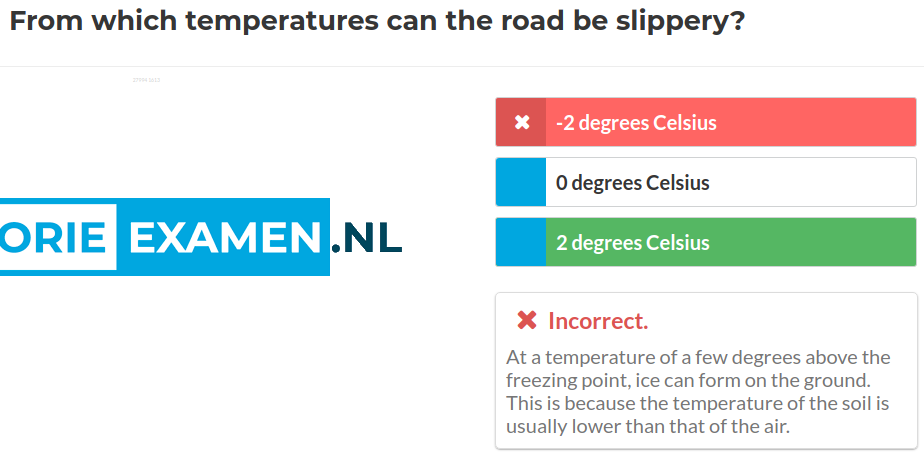 From which temperatures can the road be slippery?
-2 degrees Celsius
0 degrees Celsius
ORIE EXAMEN.NL
2 degrees Celsius
Incorrect.
At a temperature of a few degrees above the
freezing point, ice can form on the ground.
This is because the temperature of the soil is
usually lower than that of the air.